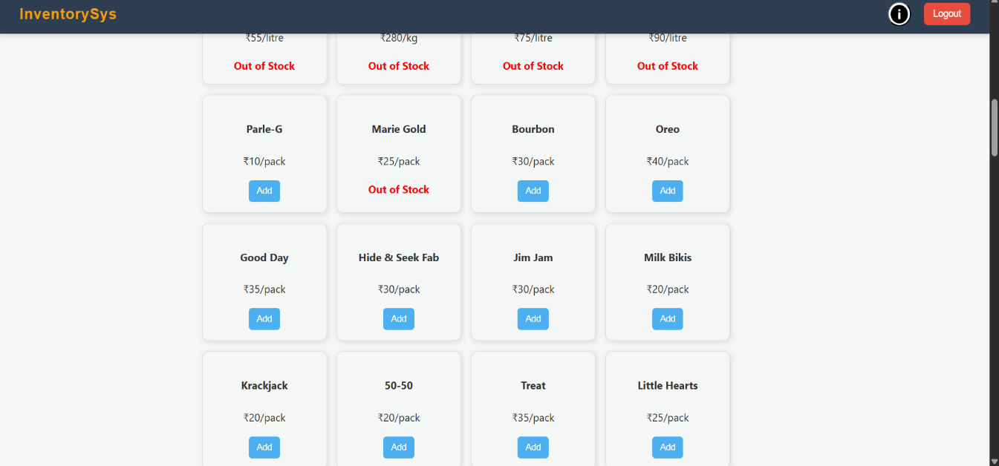 InventorySys
Logout
₹55/litre ₹280/kg ₹75/litre ₹90/litre
Out of Stock Out of Stock Out of Stock Out of Stock
Parle-G Marie Gold Bourbon Oreo
₹10/pack ₹25/pack ₹30/pack ₹40/pack
Add Out of Stock Add Add
Good Day Hide & Seek Fab Jim Jam Milk Bikis
₹35/pack ₹30/pack ₹30/pack ₹20/pack
Add Add Add Add
Krackjack 50-50 Treat Little Hearts
₹20/pack ₹20/pack ₹35/pack ₹25/pack
Add Add Add Add